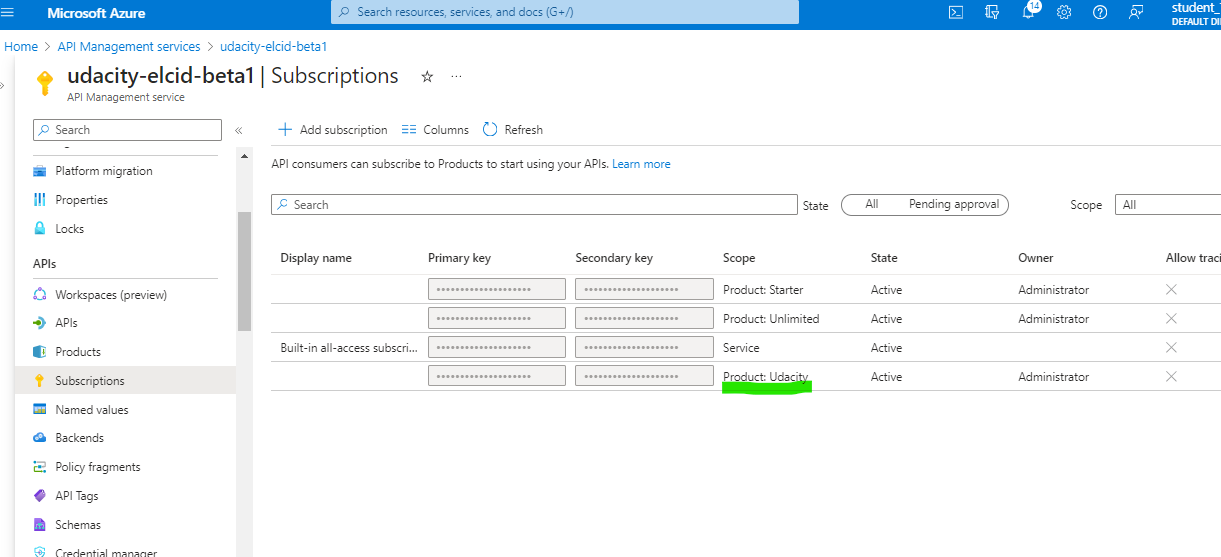 Microsoft Azure
Search resources, services, and docs (G+/)
14
student_
DEFAULT DI
Home > API Management services > udacity-elcid-beta1
udacity-elcid-beta1 | Subscriptions
API Management service
Search
Platform migration
Properties
Locks
APIs
Workspaces (preview)
APIs
Products
Subscriptions
Named values
Backends
Policy fragments
API Tags
Schemas
Credential manager
Add subscription Columns Refresh
API consumers can subscribe to Products to start using your APIs. Learn more
Search State All Pending approval Scope All
Display name Primary key Secondary key Scope State Owner Allow traci
Product: Starter Active Administrator
Product: Unlimited Active Administrator
Built-in all-access subscri... Service Active
Product: Udacity Active Administrator